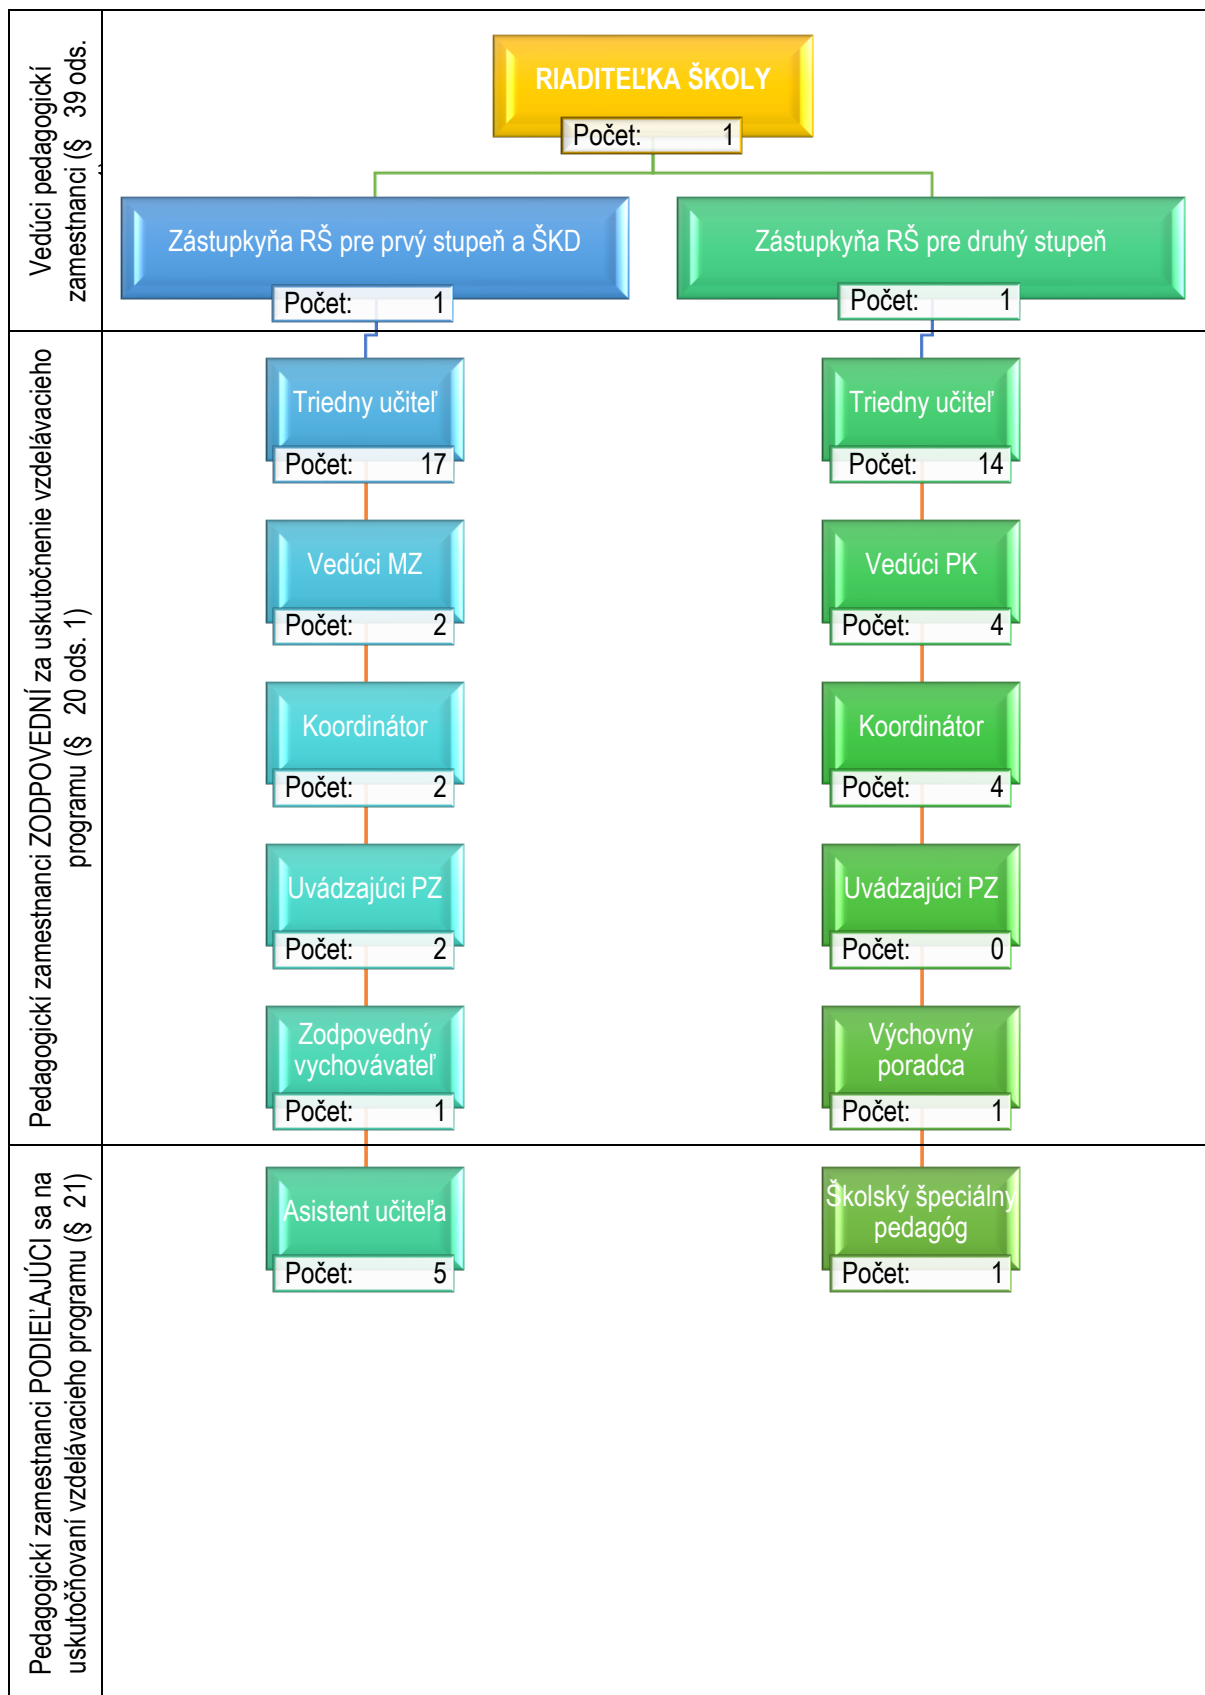 Vedúci pedagogickí
zamestnanci (§ 39 ods.
RIADITEĽKA ŠKOLY
Počet: 1
Zástupkyňa RŠ pre prvý stupeň a ŠKD
Počet: 1
Zástupkyňa RŠ pre druhý stupeň
Počet: 1
Pedagogickí zamestnanci ZODPOVEDNÍ za uskutočnenie vzdelávacieho
programu (§ 20 ods. 1)
Triedny učiteľ
Počet: 17
Vedúci MZ
Počet: 2
Koordinátor
Počet: 2
Uvádzajúci PZ
Počet: 2
Zodpovedný
vychovávateľ
Počet: 1
Triedny učiteľ
Počet: 14
Vedúci PK
Počet: 4
Koordinátor
Počet: 4
Uvádzajúci PZ
Počet: 0
Výchovný
poradca
Počet: 1
Pedagogickí zamestnanci PODIEĽAJÚCI sa na
uskutočňovaní vzdelávacieho programu (§ 21)
Asistent učiteľa
Počet: 5
Školský špeciálny
pedagóg
Počet: 1